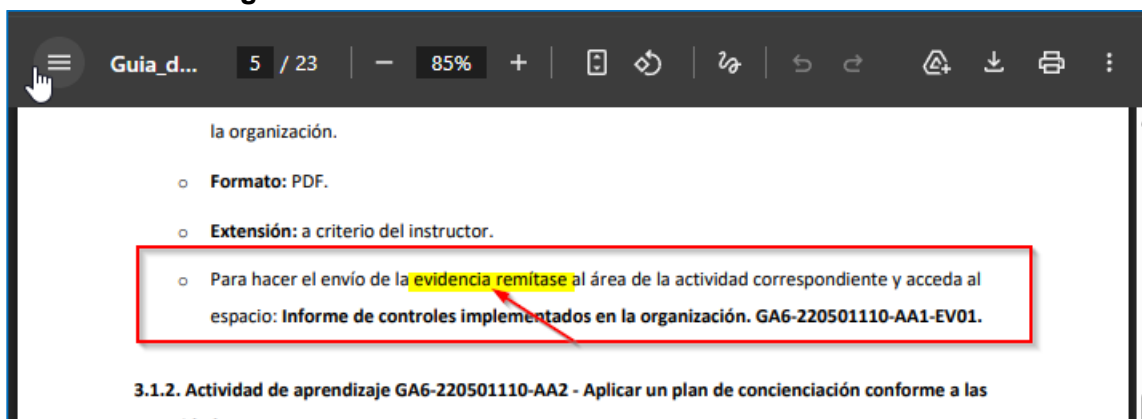 Guia_d... 5 / 23 85%
la organización.
Formato: PDF.
Extensión: a criterio del instructor.
Para hacer el envío de la evidencia remítase al área de la actividad correspondiente y acceda al
espacio: Informe de controles implementados en la organización. GA6-220501110-AA1-EV01.
3.1.2. Actividad de aprendizaje GA6-220501110-AA2 - Aplicar un plan de concienciación conforme a las